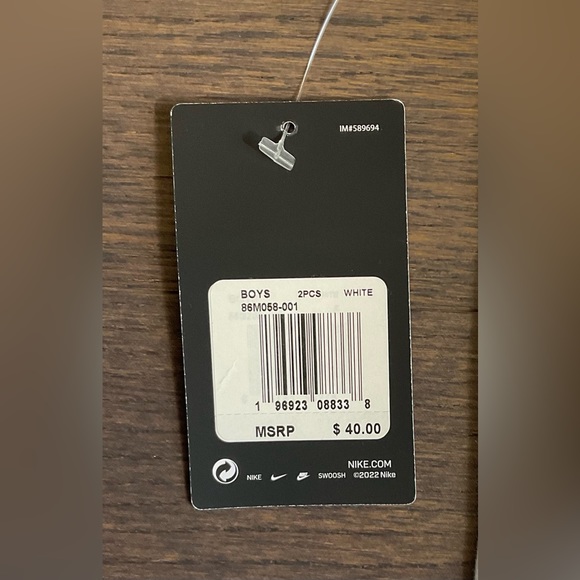 IM#589694
BOYS 2PCS WHITE
86M058-001
1 96923 08833 8
MSRP $ 40.00
NIKE.COM
NIKE SWOOSH ©2022 Nike